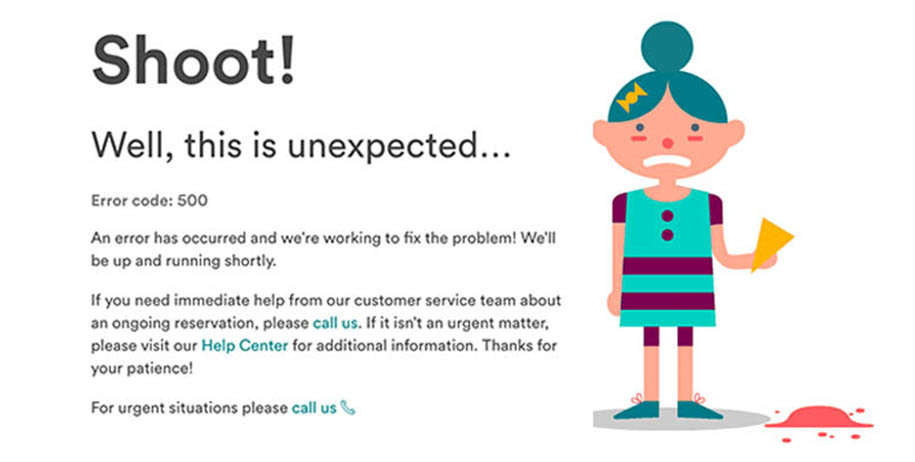 Shoot!
Well, this is unexpected...
Error code: 500
An error has occurred and we're working to fix the problem! We'll
be up and running shortly.
If you need immediate help from our customer service team about
an ongoing reservation, please call us. If it isn't an urgent matter,
please visit our Help Center for additional information. Thanks for
your patience!
For urgent situations please call us